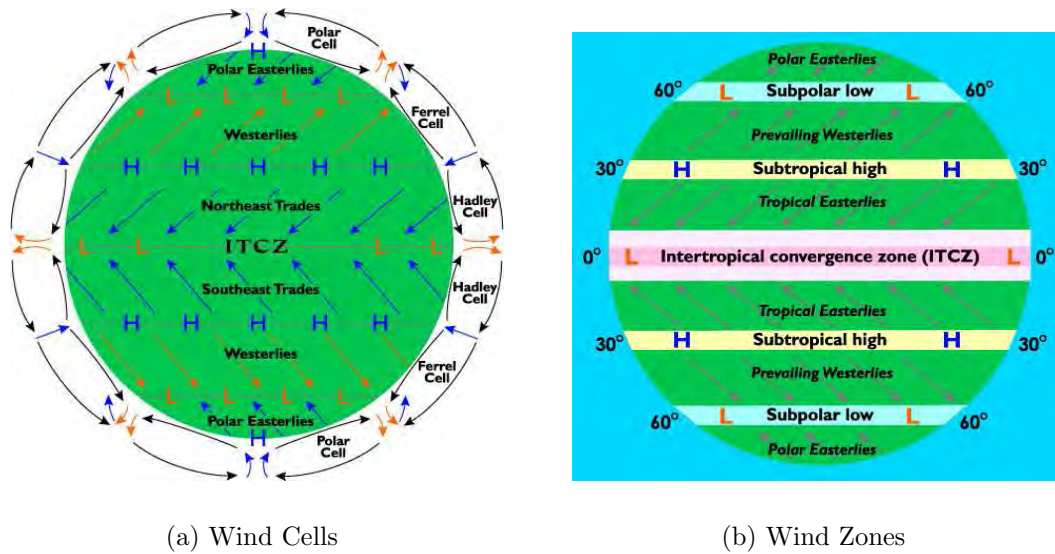 Polar
Cell
H
Polar Easterlies
L L L L
Ferrel
Cell
Westerlies
H H H H H
Hadley
Cell
Northeast Trades
L L ITCZ L L
Hadley
Cell
Southeast Trades
H H H H H
Westerlies
Ferrel
Cell
L L L L
Polar Easterlies
H
Polar
Cell
(a) Wind Cells
Polar Easterlies
60° L Subpolar low L 60°
Prevailing Westerlies
30° H Subtropical high H 30°
Tropical Easterlies
0° L Intertropical convergence zone (ITCZ) L 0°
Tropical Easterlies
30° H Subtropical high H 30°
Prevailing Westerlies
60° L Subpolar low L 60°
Polar Easterlies
(b) Wind Zones